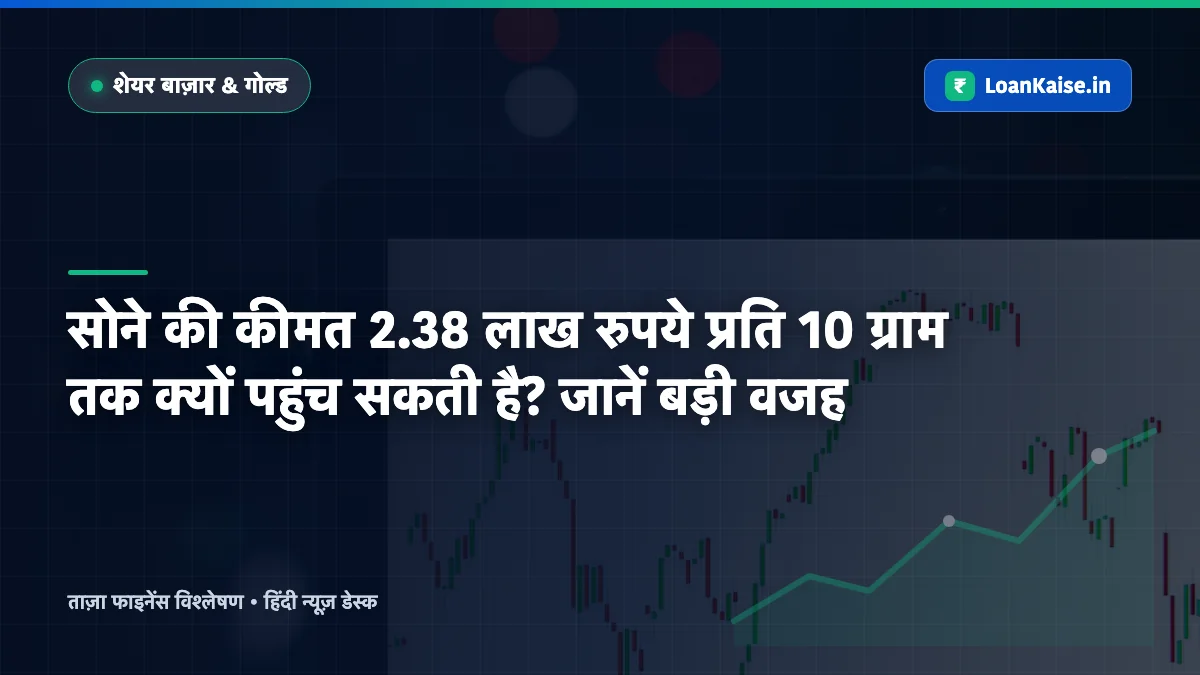 शेयर बाज़ार & गोल्ड
₹ LoanKaise.in
सोने की कीमत 2.38 लाख रुपये प्रति 10 ग्राम
तक क्यों पहुंच सकती है? जानें बड़ी वजह
ताज़ा फाइनेंस विश्लेषण • हिंदी न्यूज़ डेस्क